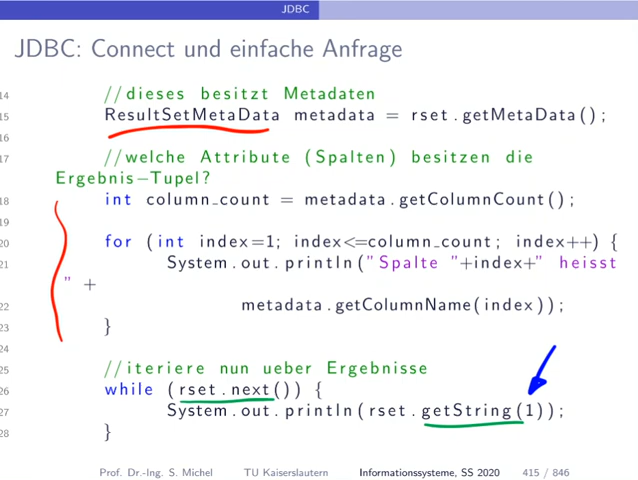 JDBC
JDBC: Connect und einfache Anfrage
14 //dieses besitzt Metadaten
15 ResultSetMetaData metadata = rset.getMetaData();
16
17 //welche Attribute (Spalten) besitzen die
Ergebnis−Tupel?
18 int column_count = metadata.getColumnCount();
19
20 for (int index=1; index<=column_count; index++) {
21 System.out.println("Spalte "+index+" heisst
" +
22 metadata.getColumnName(index));
23 }
24
25 //iteriere nun ueber Ergebnisse
26 while (rset.next()) {
27 System.out.println(rset.getString(1));
28 }
Prof. Dr.-Ing. S. Michel TU Kaiserslautern Informationssysteme, SS 2020 415 / 846